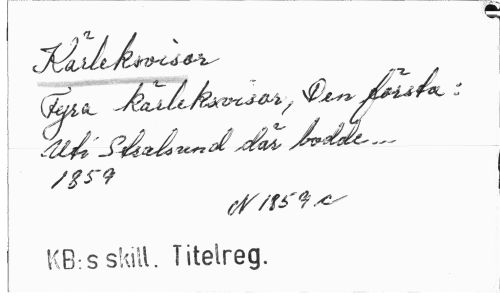 Kärleksvisor
Fyra kärleksvisor, Den första:
Uti Stralsund där bodde...
1859
N 1859 c
KB:s skill. Titelreg.